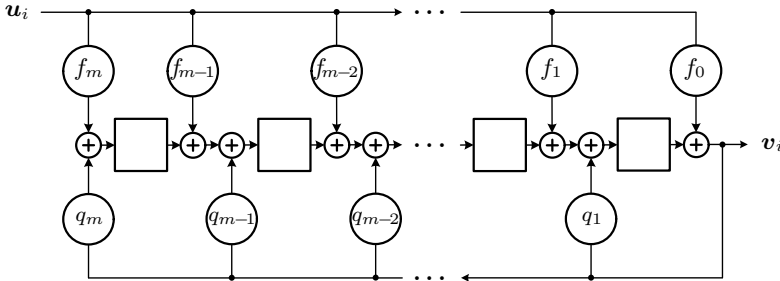 u_i ···
f_m f_{m−1} f_{m−2} f_1 f_0
+ + + + + ··· + + + v_i
q_m q_{m−1} q_{m−2} q_1
···